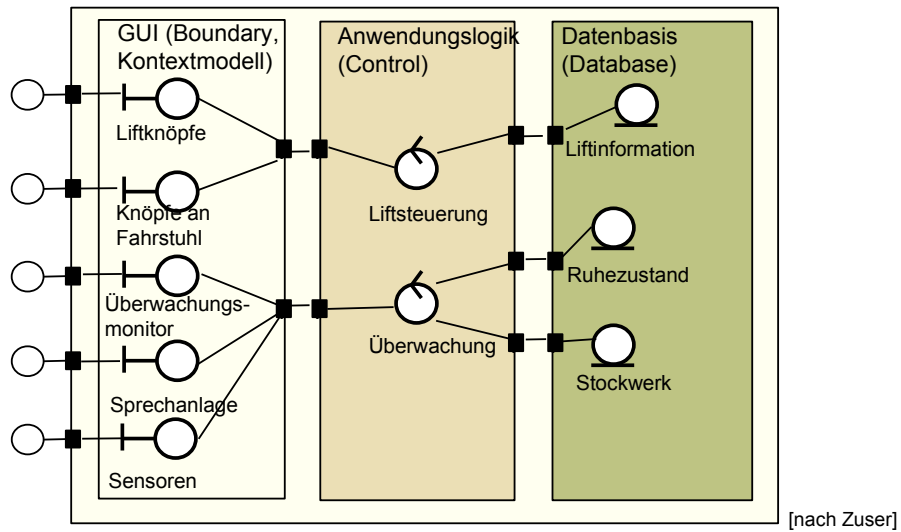 GUI (Boundary,
Kontextmodell)
Liftknöpfe
Knöpfe an
Fahrstuhl
Überwachungs-
monitor
Sprechanlage
Sensoren
Anwendungslogik
(Control)
Liftsteuerung
Überwachung
Datenbasis
(Database)
Liftinformation
Ruhezustand
Stockwerk
[nach Zuser]